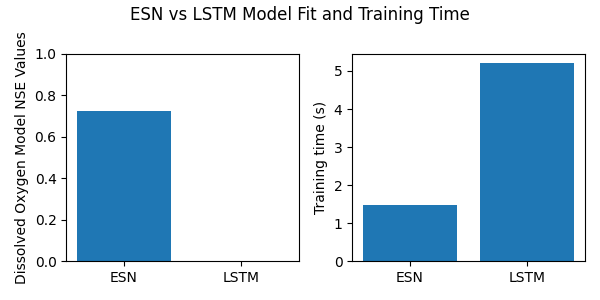 ESN vs LSTM Model Fit and Training Time
Dissolved Oxygen Model NSE Values
1.0
0.8
0.6
0.4
0.2
0.0
ESN
LSTM
Training time (s)
5
4
3
2
1
0
ESN
LSTM